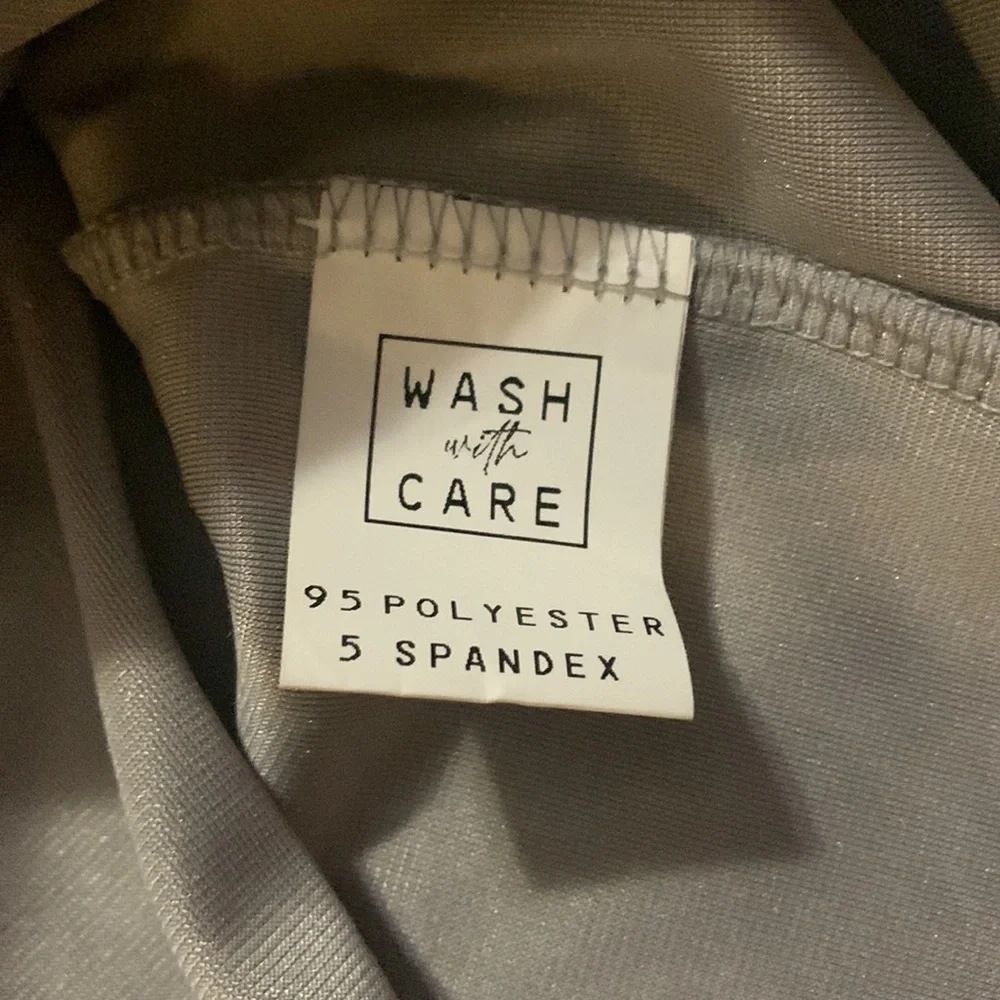 WASH
with
CARE
95 POLYESTER
5 SPANDEX